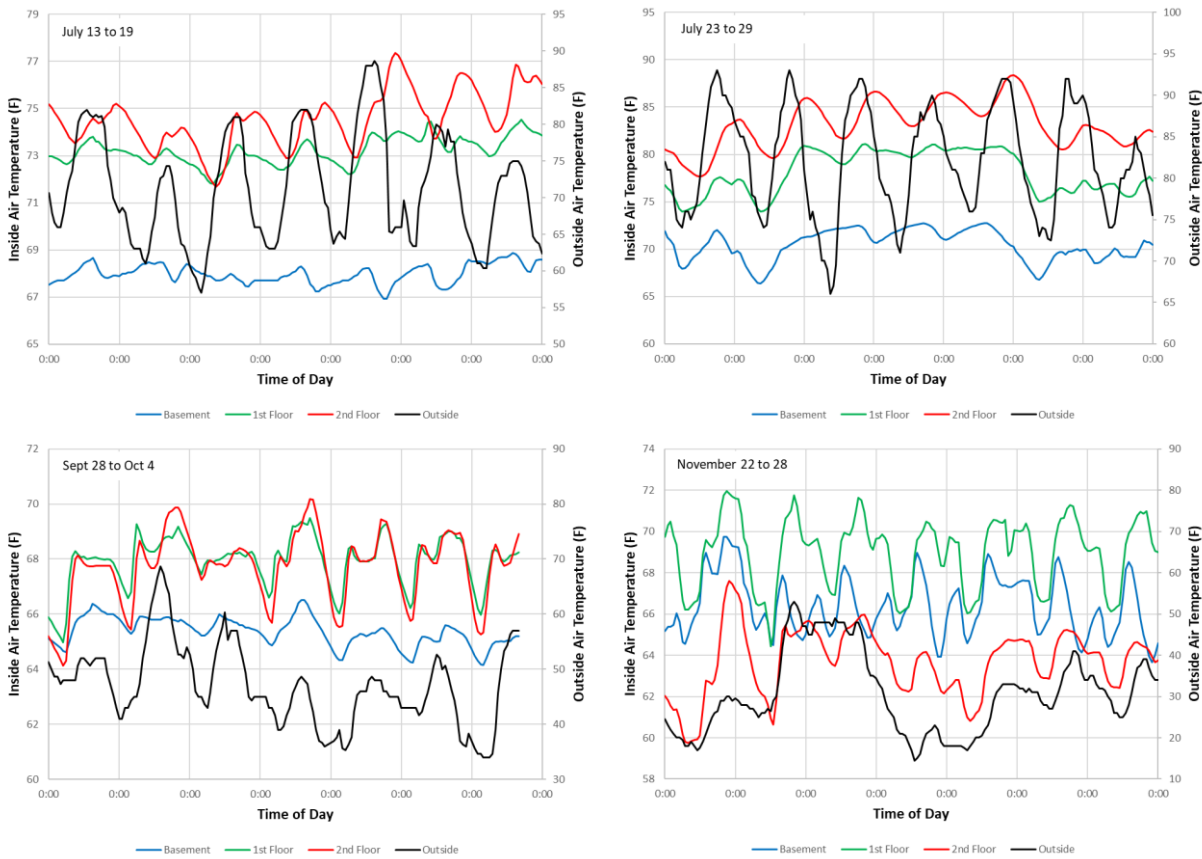 July 13 to 19
Inside Air Temperature (F)
79
77
75
73
71
69
67
65
Outside Air Temperature (F)
95
90
85
80
75
70
65
60
55
50
0:00 0:00 0:00 0:00 0:00 0:00 0:00 0:00
Time of Day
Basement 1st Floor 2nd Floor Outside
July 23 to 29
Inside Air Temperature (F)
95
90
85
80
75
70
65
60
Outside Air Temperature (F)
100
95
90
85
80
75
70
65
60
0:00 0:00 0:00 0:00 0:00 0:00 0:00 0:00
Time of Day
Basement 1st Floor 2nd Floor Outside
Sept 28 to Oct 4
Inside Air Temperature (F)
72
70
68
66
64
62
60
Outside Air Temperature (F)
90
80
70
60
50
40
30
0:00 0:00 0:00 0:00 0:00 0:00 0:00 0:00
Time of Day
Basement 1st Floor 2nd Floor Outside
November 22 to 28
Inside Air Temperature (F)
74
72
70
68
66
64
62
60
58
Outside Air Temperature (F)
90
80
70
60
50
40
30
20
10
0:00 0:00 0:00 0:00 0:00 0:00 0:00 0:00
Time of Day
Basement 1st Floor 2nd Floor Outside